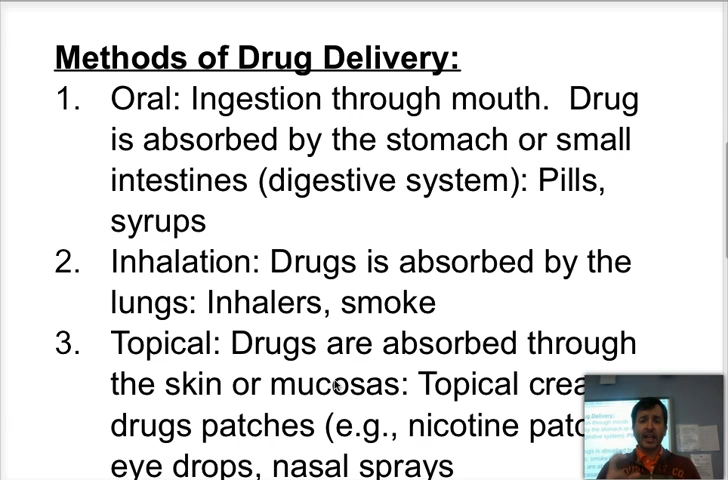 Methods of Drug Delivery:
1. Oral: Ingestion through mouth. Drug
is absorbed by the stomach or small
intestines (digestive system): Pills,
syrups
2. Inhalation: Drugs is absorbed by the
lungs: Inhalers, smoke
3. Topical: Drugs are absorbed through
the skin or mucosas: Topical
drugs patches (e.g., nicotine
eye drops, nasal sprays